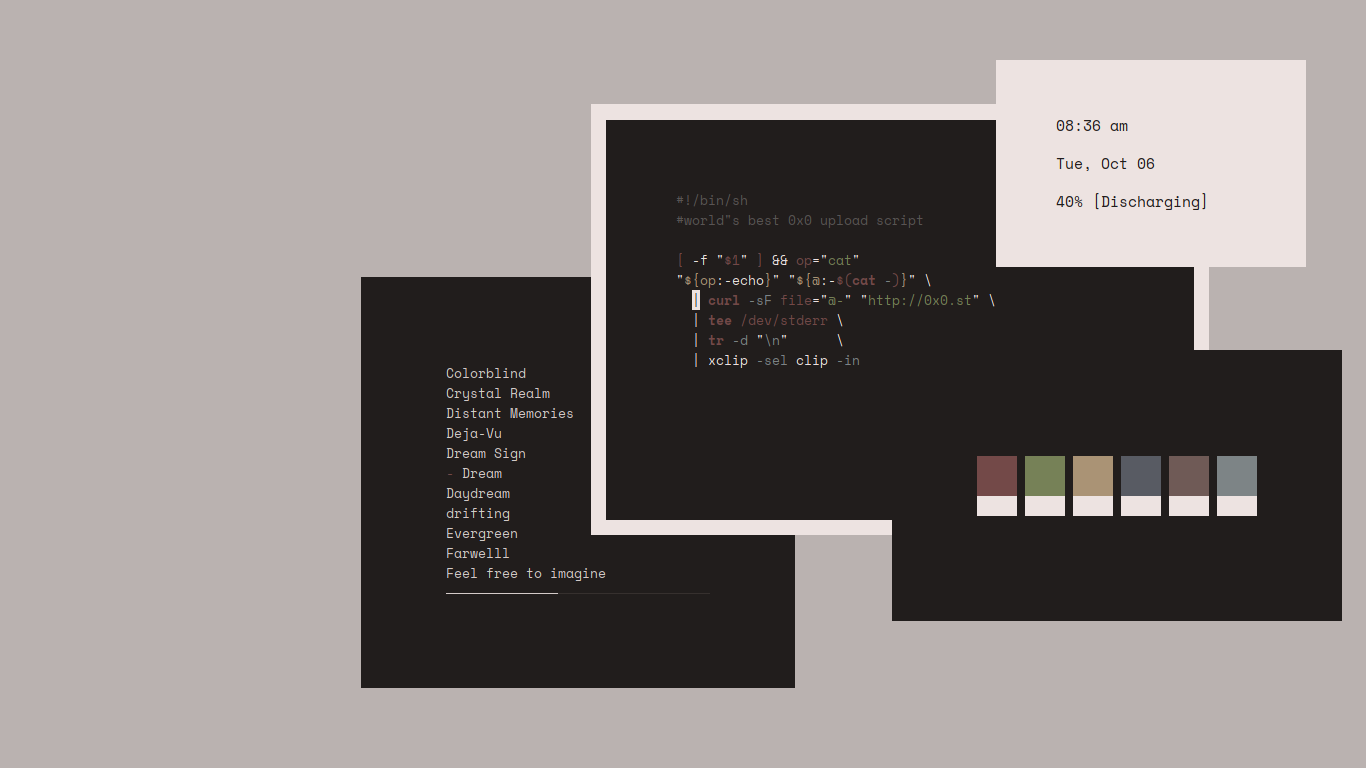 08:36 am
Tue, Oct 06
40% [Discharging]
#!/bin/sh
#world"s best 0x0 upload script
[ -f "$1" ] && op="cat"
"${op:-echo}" "${@:-$(cat -)}" \
| curl -sF file="@-" "http://0x0.st" \
| tee /dev/stderr \
| tr -d "\n" \
| xclip -sel clip -in
Colorblind
Crystal Realm
Distant Memories
Deja-Vu
Dream Sign
- Dream
Daydream
drifting
Evergreen
Farwelll
Feel free to imagine